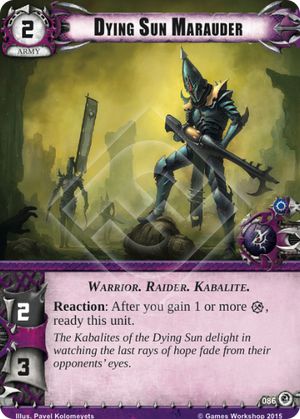 2
ARMY
Dying Sun Marauder
Warrior. Raider. Kabalite.
Reaction: After you gain 1 or more ,
ready this unit.
2
The Kabalites of the Dying Sun delight in
watching the last rays of hope fade from their
opponents' eyes.
3
086
Illus. Pavel Kolomeyets
© Games Workshop 2015